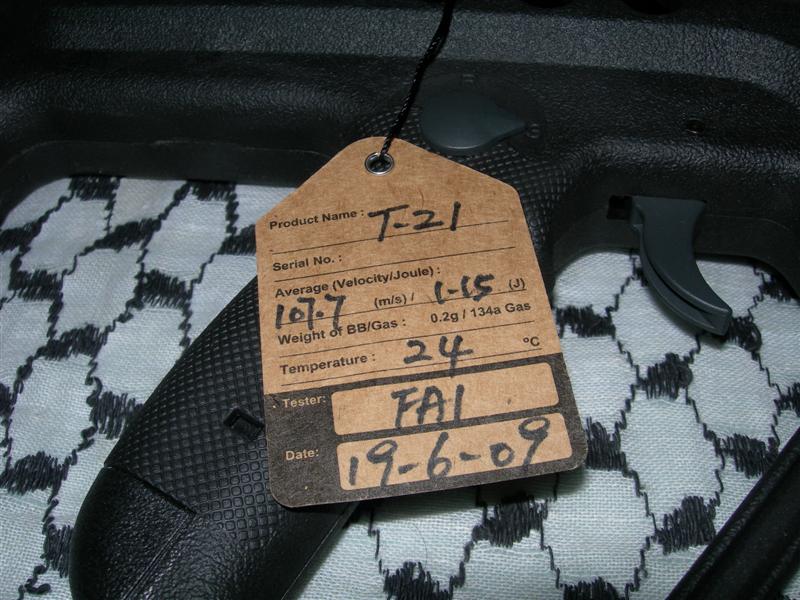 S
Product Name : T-21
Serial No. :
Average (Velocity/Joule) :
107.7 (m/s) / 1-15 (J)
Weight of BB/Gas : 0.2g / 134a Gas
Temperature : 24 ºC
Tester: FAI
Date: 19-6-09